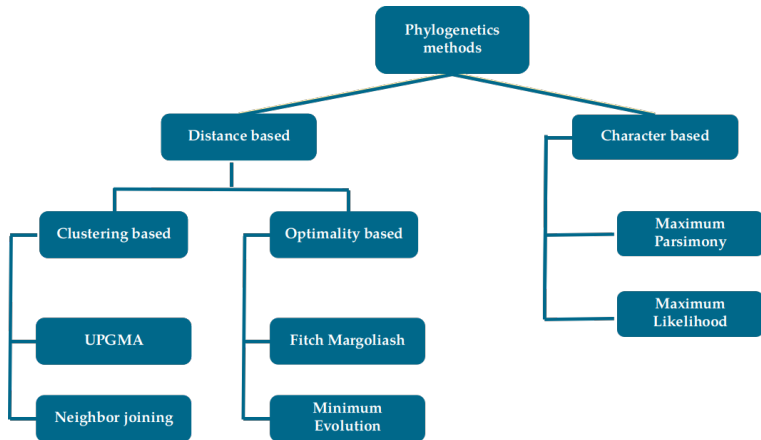 Phylogenetics
methods
Distance based
Character based
Clustering based
Optimality based
Maximum
Parsimony
UPGMA
Fitch Margoliash
Maximum
Likelihood
Neighbor joining
Minimum
Evolution